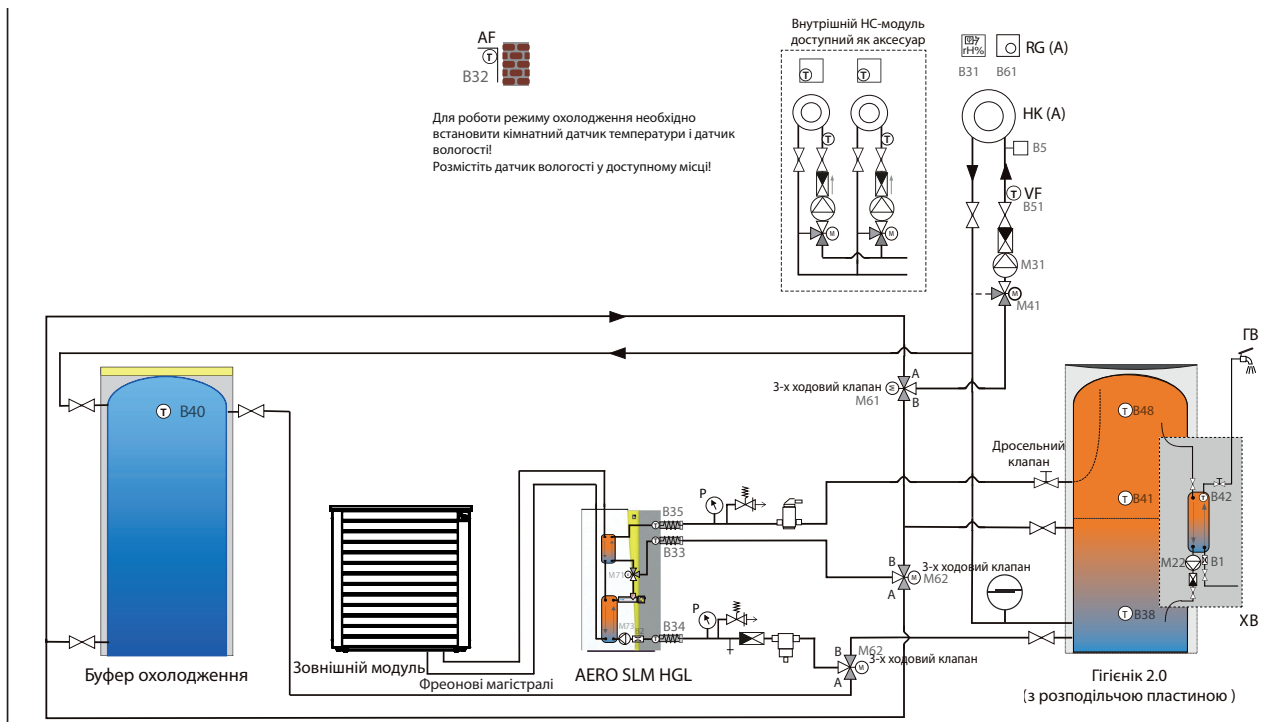 AF
T
B32
Для роботи режиму охолодження необхідно
встановити кімнатний датчик температури і датчик
вологості!
Розмістіть датчик вологості у доступному місці!
Внутрішній НС-модуль
доступний як аксесуар
T
T
T
T
M
M
rH%
B31
B61
RG (A)
HK (A)
B5
T
VF
B51
M31
M
M41
ГВ
A
3-х ходовий клапан
M
M61
B
T
B40
T
B48
Дросельний
клапан
T
B41
T
B42
P
B35
T
B33
T
M71
B
3-х ходовий клапан
M
M62
A
M22
B1
P
B34
T
M73
T
B38
ХВ
B
M62
3-х ходовий клапан
M
A
Буфер охолодження
Зовнішній модуль
Фреонові магістралі
AERO SLM HGL
Гігієнік 2.0
(з розподільчою пластиною )